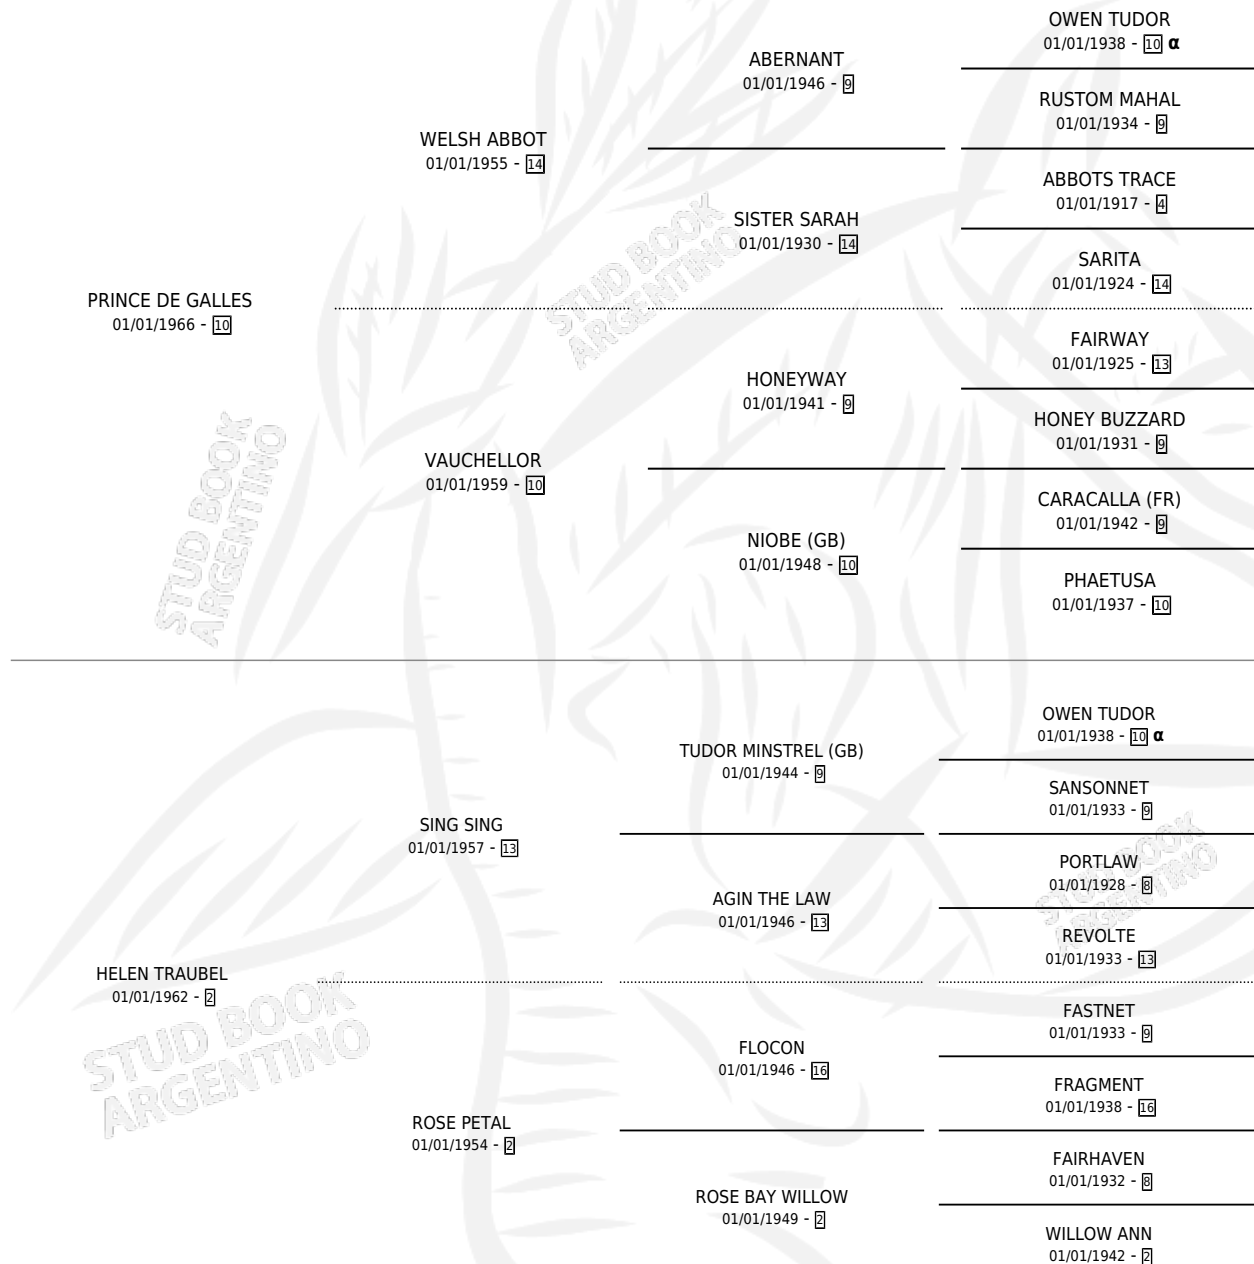 OWEN TUDOR
01/01/1938 - 10 α
ABERNANT
01/01/1946 - 9
RUSTOM MAHAL
01/01/1934 - 9
WELSH ABBOT
01/01/1955 - 14
ABBOTS TRACE
01/01/1917 - 4
SISTER SARAH
01/01/1930 - 14
SARITA
01/01/1924 - 14
PRINCE DE GALLES
01/01/1966 - 10
FAIRWAY
01/01/1925 - 13
HONEYWAY
01/01/1941 - 9
HONEY BUZZARD
01/01/1931 - 9
VAUCHELLOR
01/01/1959 - 10
CARACALLA (FR)
01/01/1942 - 9
NIOBE (GB)
01/01/1948 - 10
PHAETUSA
01/01/1937 - 10
OWEN TUDOR
01/01/1938 - 10 α
TUDOR MINSTREL (GB)
01/01/1944 - 9
SANSONNET
01/01/1933 - 9
SING SING
01/01/1957 - 13
PORTLAW
01/01/1928 - 8
AGIN THE LAW
01/01/1946 - 13
REVOLTE
01/01/1933 - 13
HELEN TRAUBEL
01/01/1962 - 2
FASTNET
01/01/1933 - 9
FLOCON
01/01/1946 - 16
FRAGMENT
01/01/1938 - 16
ROSE PETAL
01/01/1954 - 2
FAIRHAVEN
01/01/1932 - 8
ROSE BAY WILLOW
01/01/1949 - 2
WILLOW ANN
01/01/1942 - 2
STUD BOOK
ARGENTINO
STUD BOOK
ARGENTINO
STUD BOOK
ARGENTINO
STUD BOOK
ARGENTINO